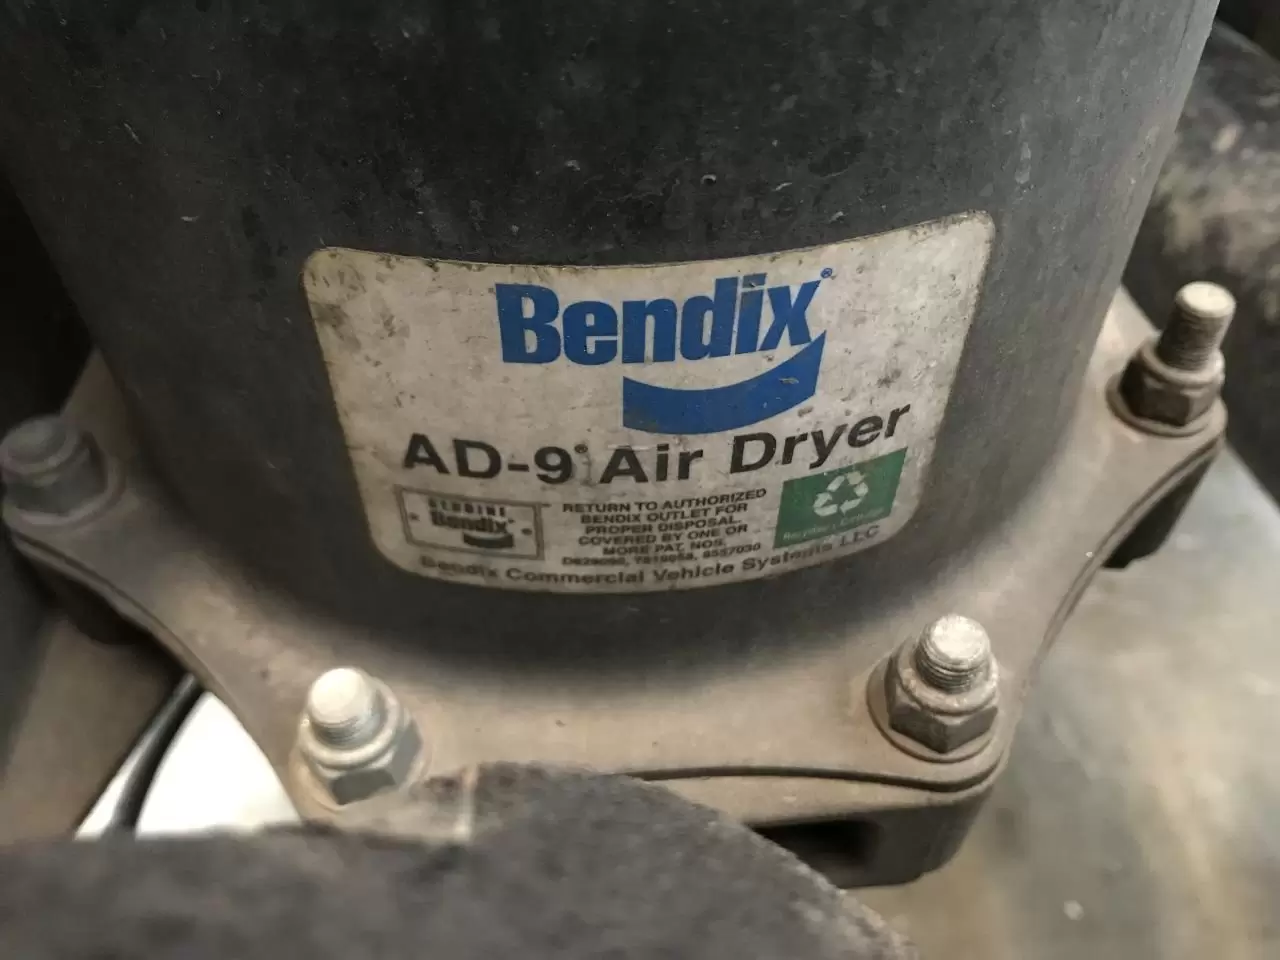 Bendix®
AD-9® Air Dryer
GENUINE
Bendix
RETURN TO AUTHORIZED
BENDIX OUTLET FOR
PROPER DISPOSAL.
COVERED BY ONE OR
MORE PAT. NOS.
8557030
Bendix Commercial Vehicle Systems LLC